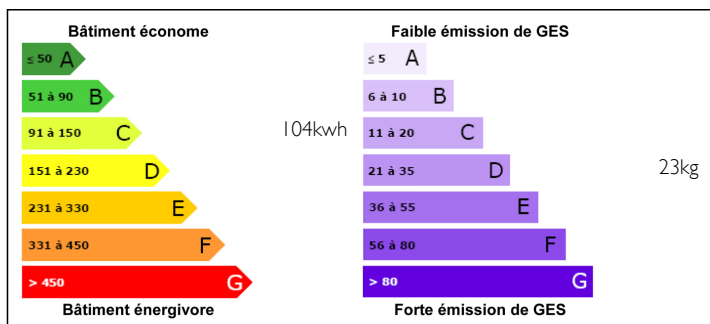 Bâtiment économe
≤ 50 A
51 à 90 B
91 à 150 C
151 à 230 D
231 à 330 E
331 à 450 F
> 450 G
Bâtiment énergivore
104kwh
Faible émission de GES
≤ 5 A
6 à 10 B
11 à 20 C
21 à 35 D
36 à 55 E
56 à 80 F
> 80 G
Forte émission de GES
23kg